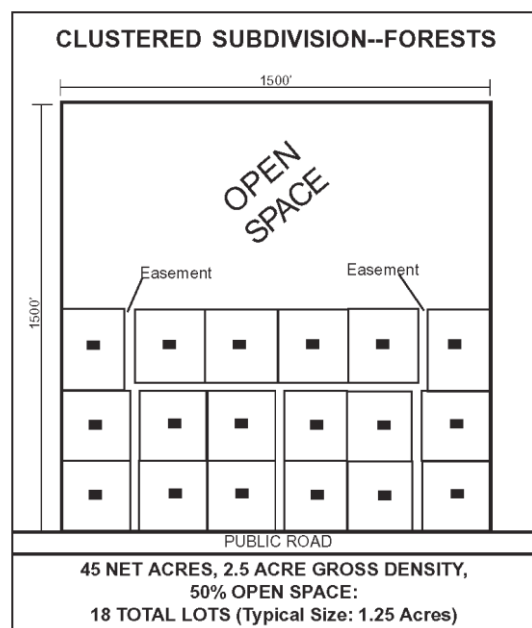 CLUSTERED SUBDIVISION--FORESTS
1500'
OPEN
SPACE
Easement
Easement
1500'
PUBLIC ROAD
45 NET ACRES, 2.5 ACRE GROSS DENSITY,
50% OPEN SPACE:
18 TOTAL LOTS (Typical Size: 1.25 Acres)